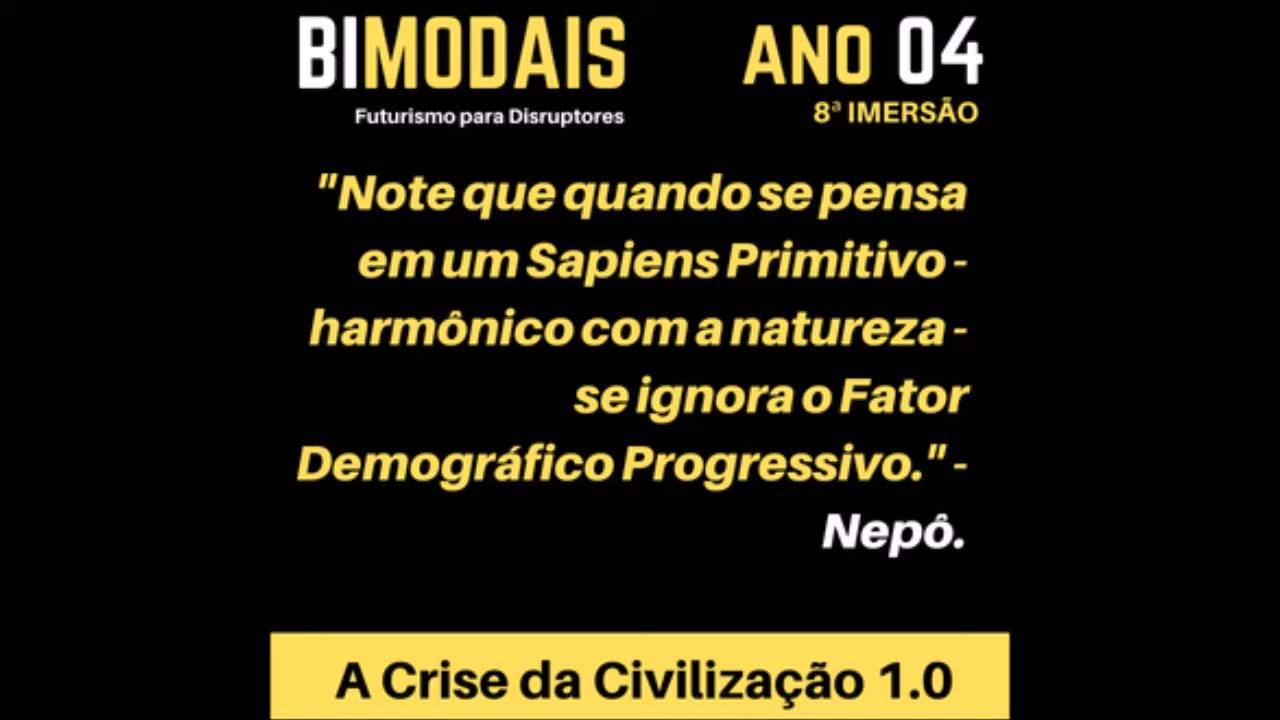 BIMODAIS
Futurismo para Disruptores
ANO 04
8ª IMERSÃO
"Note que quando se pensa
em um Sapiens Primitivo -
harmônico com a natureza -
se ignora o Fator
Demográfico Progressivo." -
Nepô.
A Crise da Civilização 1.0